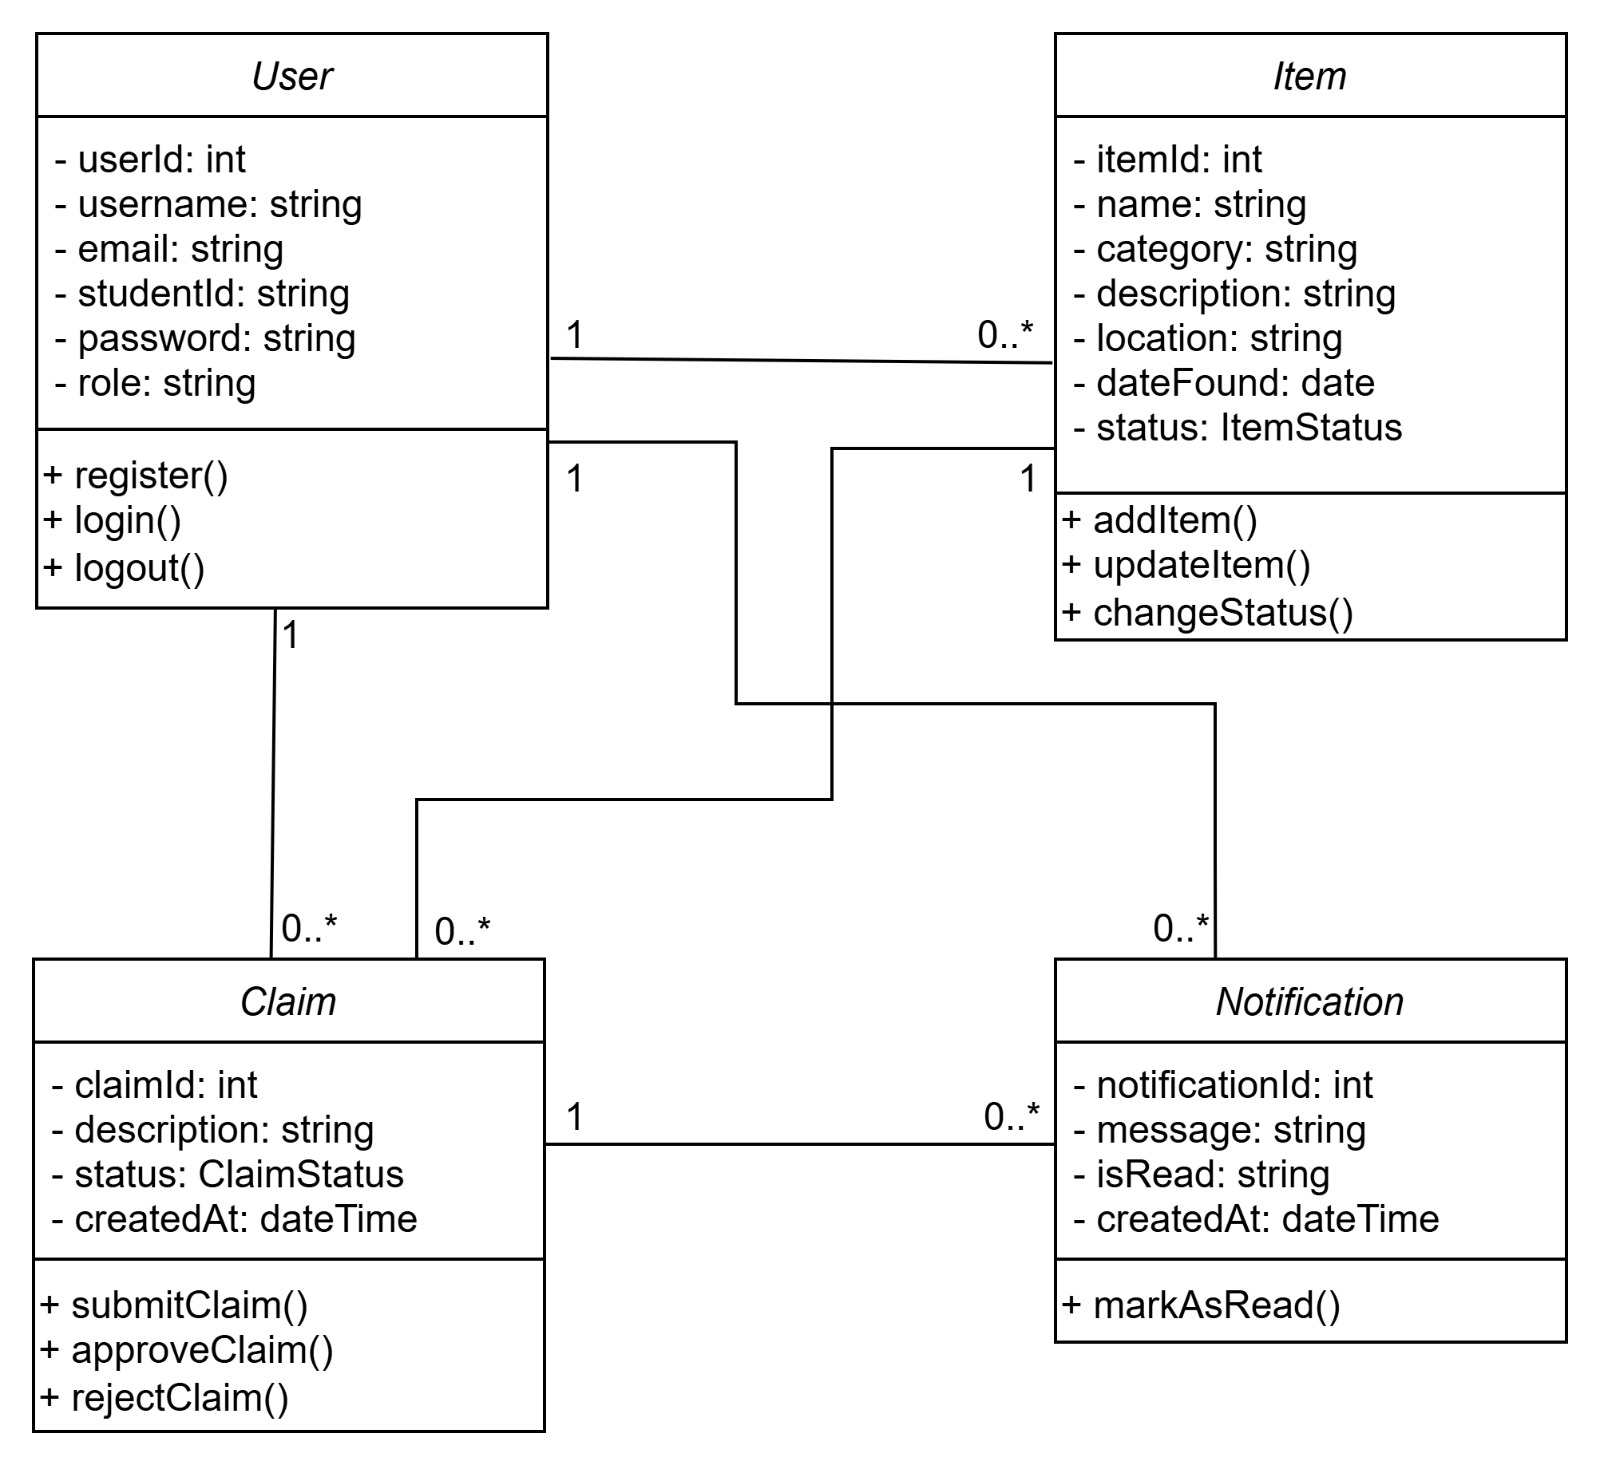 User
- userId: int
- username: string
- email: string
- studentId: string
- password: string
- role: string
+ register()
+ login()
+ logout()
Item
- itemId: int
- name: string
- category: string
- description: string
- location: string
- dateFound: date
- status: ItemStatus
+ addItem()
+ updateItem()
+ changeStatus()
1
0..*
1
1
1
0..*
0..*
0..*
Claim
- claimId: int
- description: string
- status: ClaimStatus
- createdAt: dateTime
+ submitClaim()
+ approveClaim()
+ rejectClaim()
1
0..*
Notification
- notificationId: int
- message: string
- isRead: string
- createdAt: dateTime
+ markAsRead()